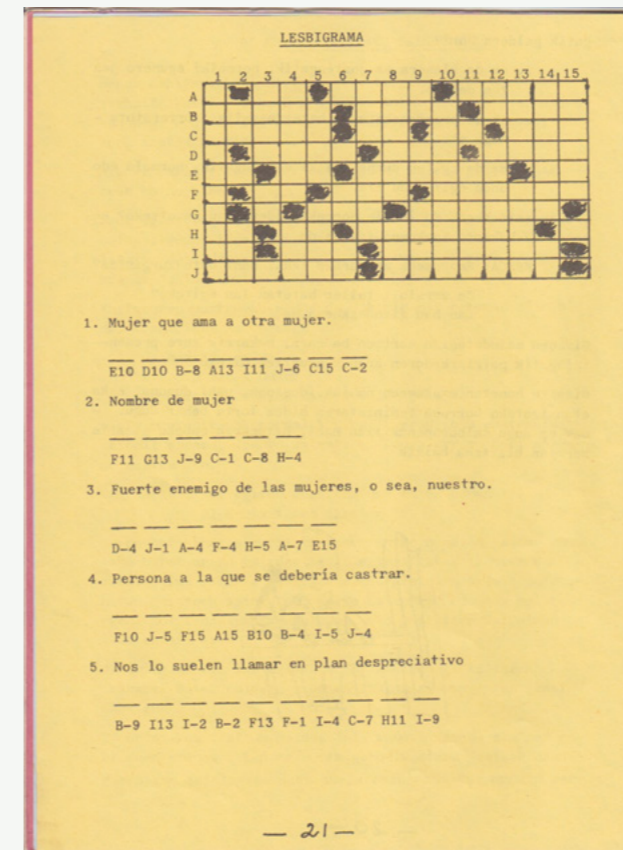 LESBIGRAMA
1 2 3 4 5 6 7 8 9 10 11 12 13 14 15
A
B
C
D
E
F
G
H
I
J
1. Mujer que ama a otra mujer.
E10 D10 B-8 A13 I11 J-6 C15 C-2
2. Nombre de mujer
F11 G13 J-9 C-1 C-8 H-4
3. Fuerte enemigo de las mujeres, o sea, nuestro.
D-4 J-1 A-4 F-4 H-5 A-7 E15
4. Persona a la que se debería castrar.
F10 J-5 F15 A15 B10 B-4 I-5 J-4
5. Nos lo suelen llamar en plan despreciativo
B-9 I13 I-2 B-2 F13 F-1 I-4 C-7 H11 I-9
— 21 —